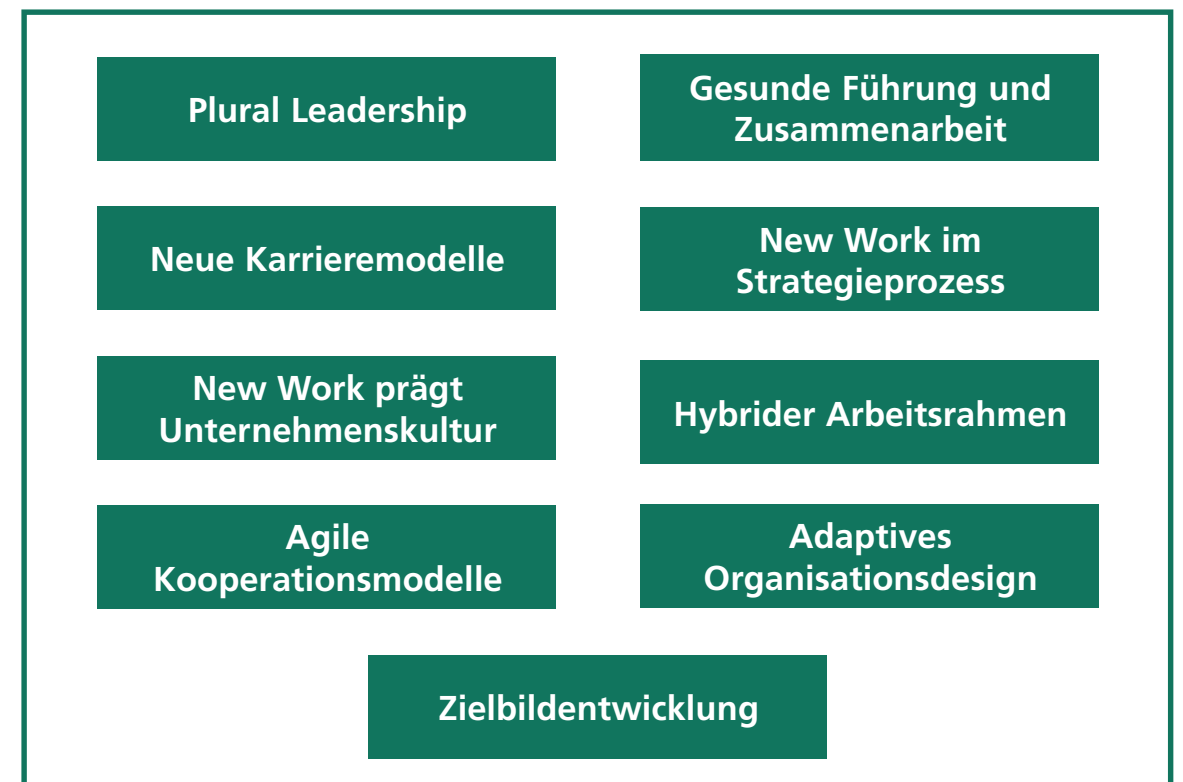 Plural Leadership
Gesunde Führung und
Zusammenarbeit
Neue Karrieremodelle
New Work im
Strategieprozess
New Work prägt
Unternehmenskultur
Hybrider Arbeitsrahmen
Agile
Kooperationsmodelle
Adaptives
Organisationsdesign
Zielbildentwicklung